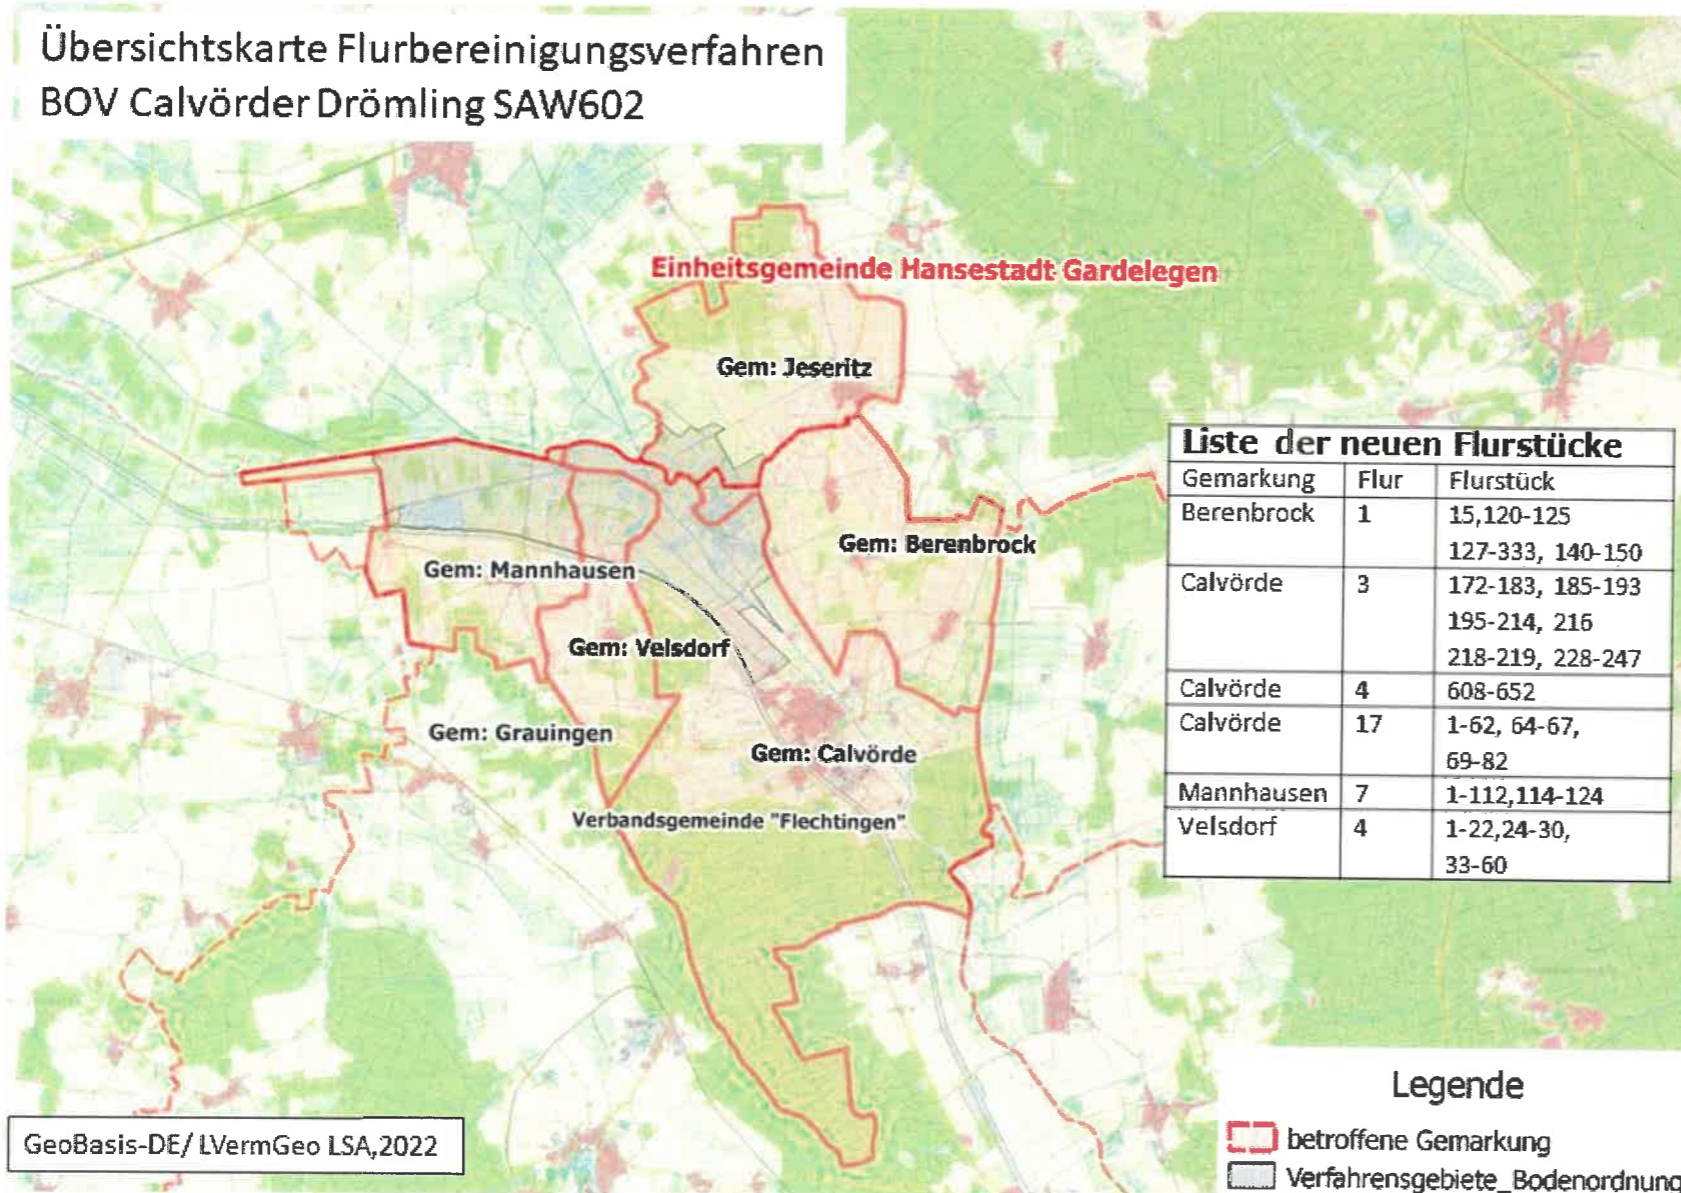 Übersichtskarte Flurbereinigungsverfahren
BOV Calvörder Drömling SAW602
Einheitsgemeinde Hansestadt Gardelegen
Gem: Jeseritz
Gem: Berenbrock
Gem: Mannhausen
Gem: Velsdorf
Gem: Grauingen
Gem: Calvörde
Verbandsgemeinde "Flechtingen"
Liste der neuen Flurstücke
Gemarkung Flur Flurstück
Berenbrock 1 15,120-125
127-333, 140-150
Calvörde 3 172-183, 185-193
195-214, 216
218-219, 228-247
Calvörde 4 608-652
Calvörde 17 1-62, 64-67,
69-82
Mannhausen 7 1-112,114-124
Velsdorf 4 1-22,24-30,
33-60
Legende
betroffene Gemarkung
Verfahrensgebiete_Bodenordnung
GeoBasis-DE/ LVermGeo LSA,2022